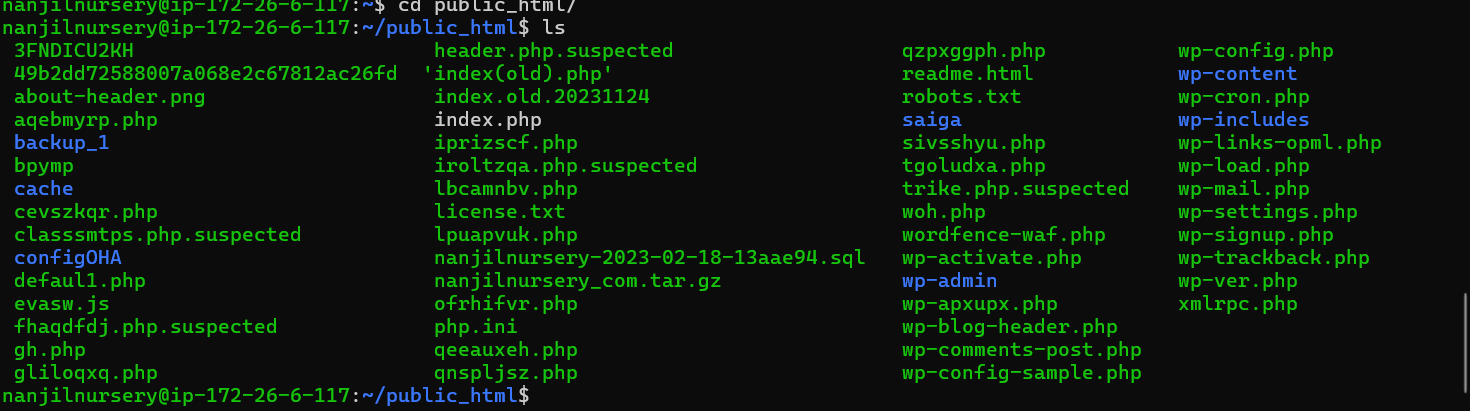 nanjilnursery@ip-172-26-6-117:~$ cd public_html/
nanjilnursery@ip-172-26-6-117:~/public_html$ ls
3FNDICU2KH header.php.suspected qzpxggph.php wp-config.php
49b2dd72588007a068e2c67812ac26fd 'index(old).php' readme.html wp-content
about-header.png index.old.20231124 robots.txt wp-cron.php
aqebmyrp.php index.php saiga wp-includes
backup_1 iprizscf.php sivsshyu.php wp-links-opml.php
bpymp iroltzqa.php.suspected tgoludxa.php wp-load.php
cache lbcamnbv.php trike.php.suspected wp-mail.php
cevszkqr.php license.txt woh.php wp-settings.php
classsmtps.php.suspected lpuapvuk.php wordfence-waf.php wp-signup.php
configOHA nanjilnursery-2023-02-18-13aae94.sql wp-activate.php wp-trackback.php
defaul1.php nanjilnursery_com.tar.gz wp-admin wp-ver.php
evasw.js ofrhifvr.php wp-apxupx.php xmlrpc.php
fhaqdfdj.php.suspected php.ini wp-blog-header.php
gh.php qeeauxeh.php wp-comments-post.php
gliloqxq.php qnspljsz.php wp-config-sample.php
nanjilnursery@ip-172-26-6-117:~/public_html$